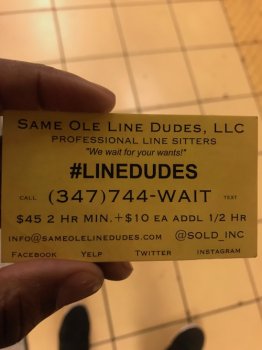 Same Ole Line Dudes, LLC
Professional Line Sitters
"We wait for your wants!"
#LINEDUDES
CALL (347)744-WAIT TEXT
$45 2 Hr Min. +$10 ea addl 1/2 Hr
info@sameolelinedudes.com @SOLD_INC
Facebook Yelp Twitter Instagram